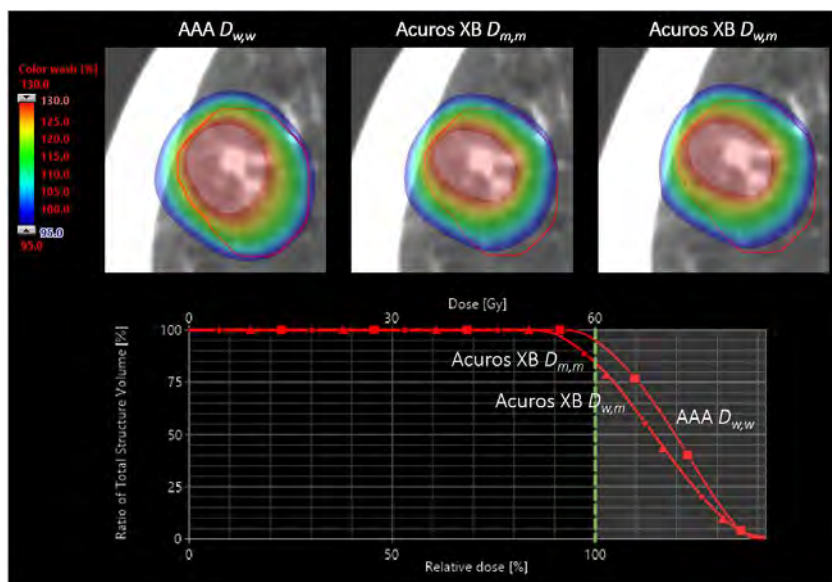 AAA Dw,w
Acuros XB Dm,m
Acuros XB Dw,m
Color wash [%]
130.0
130.0
125.0
120.0
115.0
110.0
105.0
100.0
95.0
95.0
Dose [Gy]
0 30 60
Ratio of Total Structure Volume [%]
100
75
50
25
0
Acuros XB Dm,m
Acuros XB Dw,m
AAA Dw,w
0 50 100
Relative dose [%]